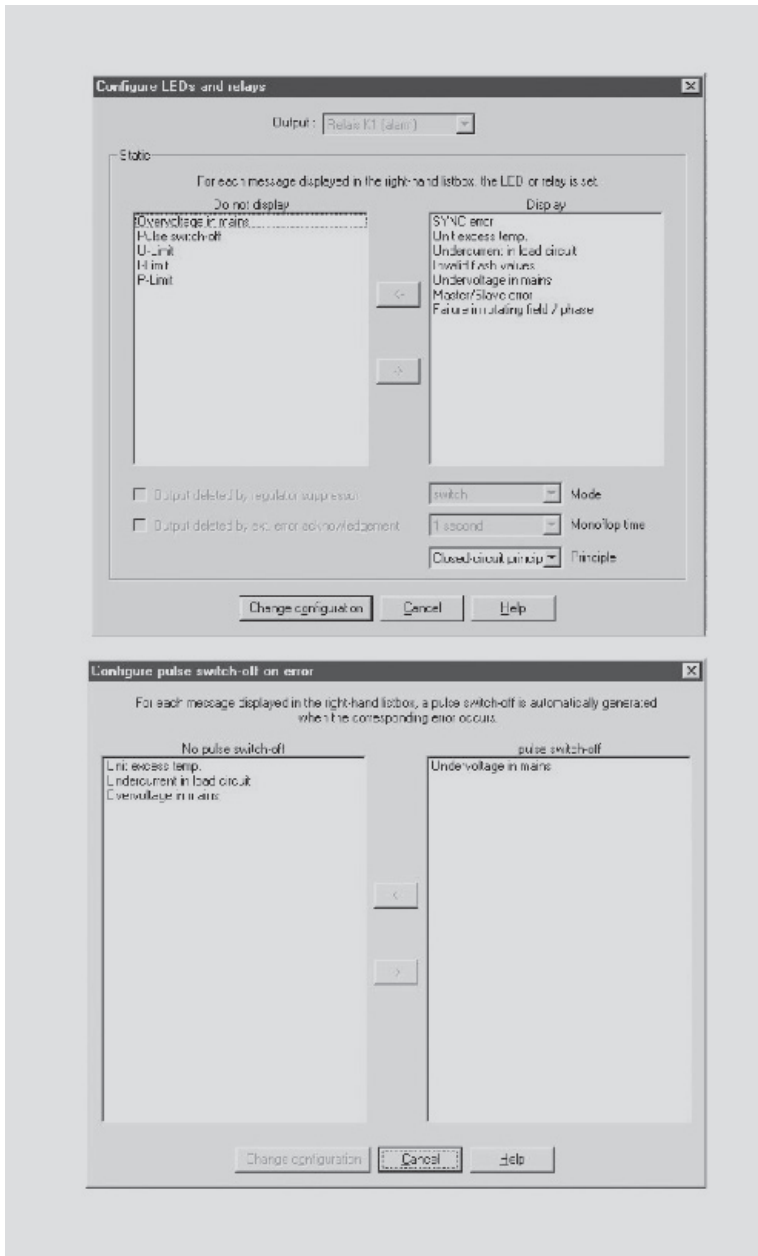 Configure LEDs and relays
Output : Relais K1 (alarm)
Static
For each message displayed in the right-hand listbox, the LED or relay is set.
Do not display
Overvoltage in mains
Pulse switch-off
U-Limit
I-Limit
P-Limit
Display
SYNC error
Unit excess temp.
Undercurrent in load circuit
Invalid flash values
Undervoltage in mains
Master/Slave error
Failure in rotating field / phase
<-
->
Output deleted by regulator suppressor
switch Mode
Output deleted by ext. error acknowledgement
1 second Monoflop time
Closed-circuit princip Principle
Change configuration Cancel Help
Configure pulse switch-off on error
For each message displayed in the right-hand listbox, a pulse switch-off is automatically generated
when the corresponding error occurs.
No pulse switch-off
Unit excess temp.
Undercurrent in load circuit
Overvoltage in mains
pulse switch-off
Undervoltage in mains
<
>
Change configuration Cancel Help